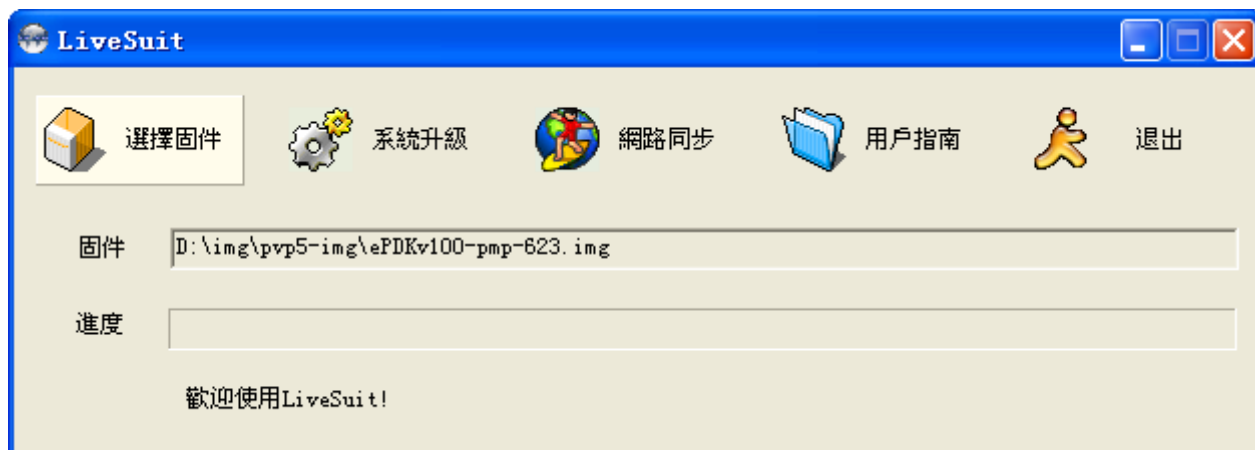 LiveSuit
選擇固件 系統升級 網路同步 用戶指南 退出
固件 D:\img\pvp5-img\ePDKv100-pmp-623.img
進度
歡迎使用LiveSuit!